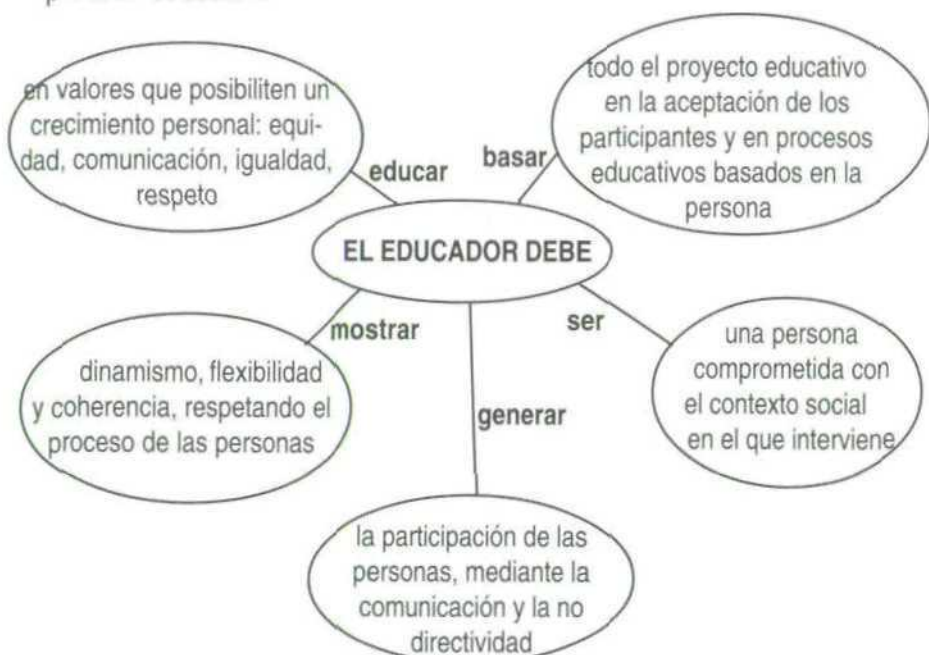 en valores que posibiliten un
crecimiento personal: equi-
dad, comunicación, igualdad,
respeto
educar
basar
todo el proyecto educativo
en la aceptación de los
participantes y en procesos
educativos basados en la
persona
EL EDUCADOR DEBE
mostrar
dinamismo, flexibilidad
y coherencia, respetando el
proceso de las personas
ser
una persona
comprometida con
el contexto social
en el que interviene
generar
la participación de las
personas, mediante la
comunicación y la no
directividad